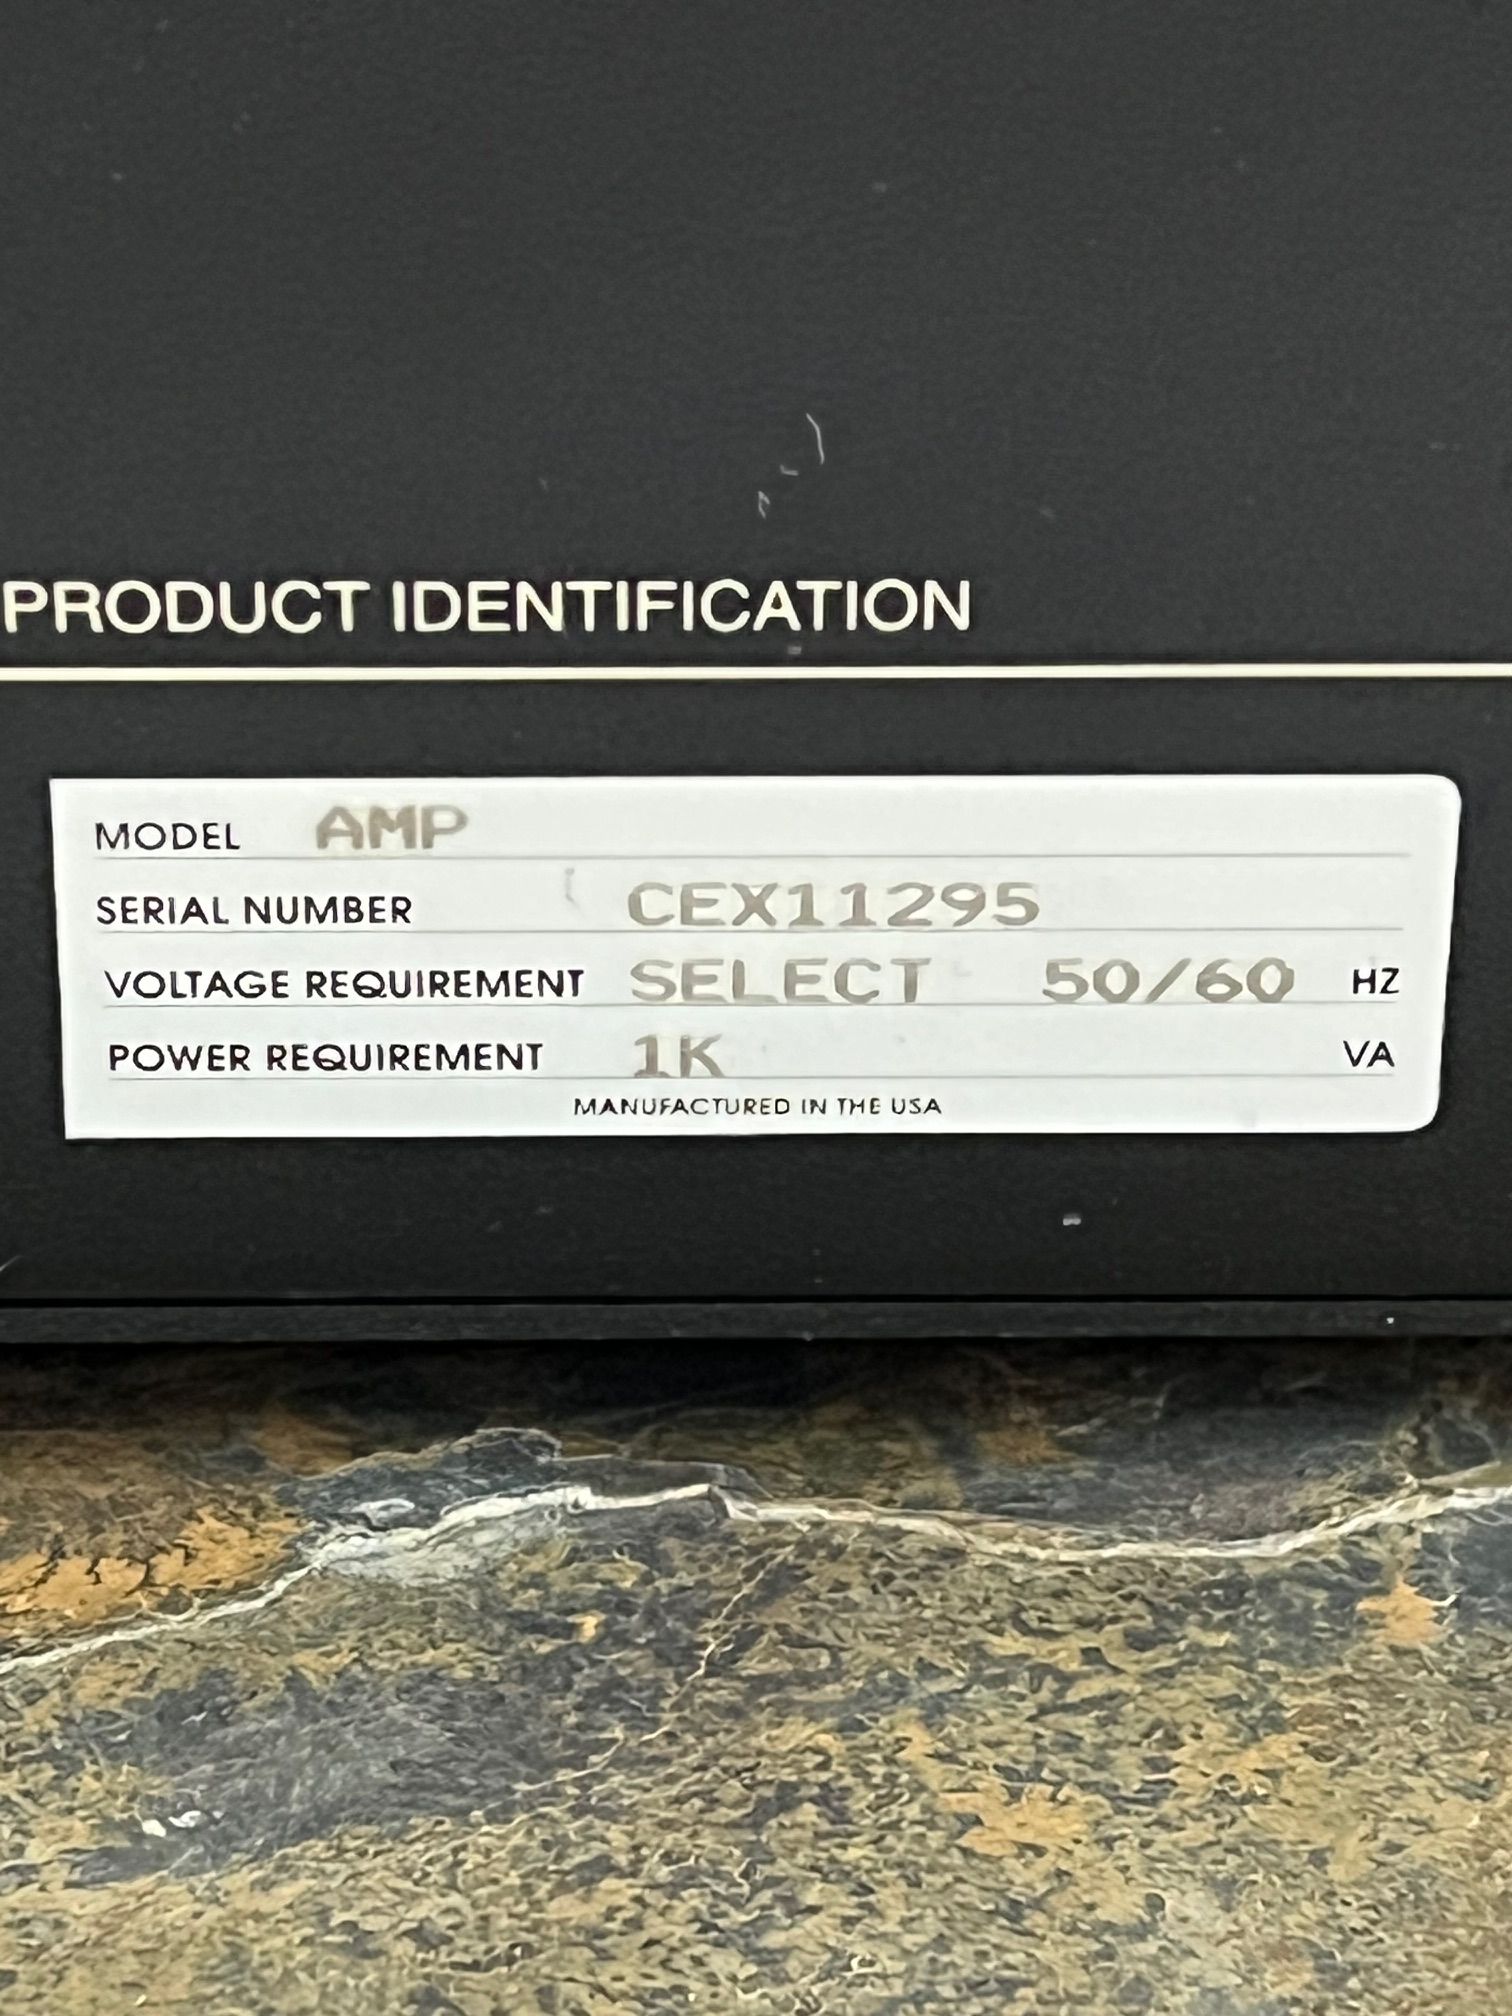 PRODUCT IDENTIFICATION
MODEL AMP
SERIAL NUMBER CEX11295
VOLTAGE REQUIREMENT SELECT 50/60 HZ
POWER REQUIREMENT 1K VA
MANUFACTURED IN THE USA